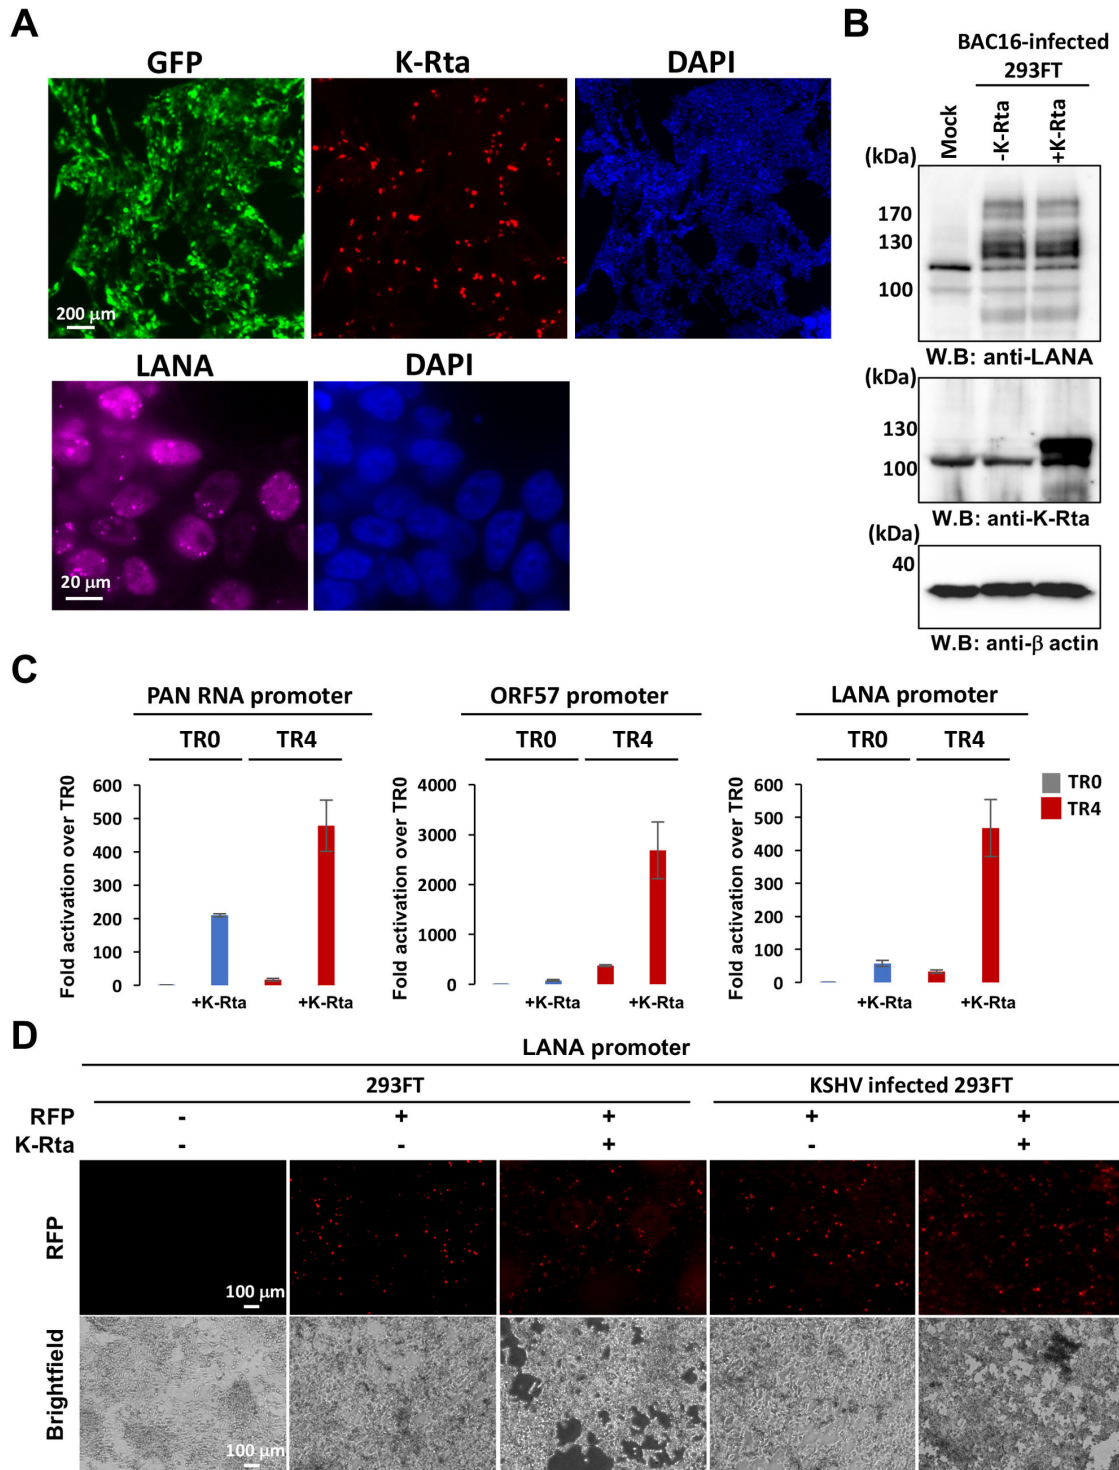 A
GFP
K-Rta
DAPI
200 μm
LANA
DAPI
20 μm
B
BAC16-infected
293FT
(kDa)
Mock
-K-Rta
+K-Rta
170
130
100
W.B: anti-LANA
(kDa)
130
100
W.B: anti-K-Rta
(kDa)
40
W.B: anti-β actin
C
PAN RNA promoter
TR0 TR4
Fold activation over TR0
600
500
400
300
200
100
0
+K-Rta +K-Rta
ORF57 promoter
TR0 TR4
Fold activation over TR0
4000
3000
2000
1000
0
+K-Rta +K-Rta
LANA promoter
TR0 TR4
Fold activation over TR0
600
500
400
300
200
100
0
+K-Rta +K-Rta
TR0
TR4
D
LANA promoter
293FT KSHV infected 293FT
RFP - + + + +
K-Rta - - + - +
RFP
100 μm
Brightfield
100 μm